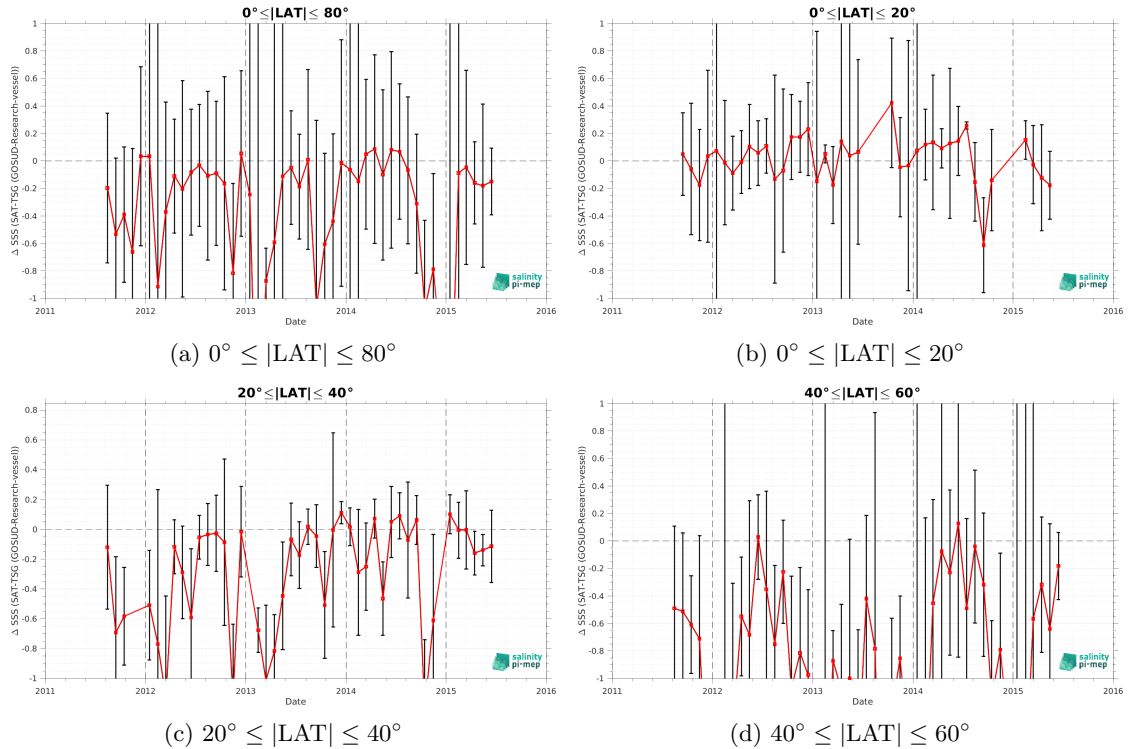 0°≤|LAT|≤ 80°
Δ SSS (SAT-TSG (GOSUD-Research-vessel))
1
0.8
0.6
0.4
0.2
0
-0.2
-0.4
-0.6
-0.8
-1
2011 2012 2013 2014 2015 2016
Date
salinity
pi-mep
(a) 0° ≤ |LAT| ≤ 80°
0°≤|LAT|≤ 20°
Δ SSS (SAT-TSG (GOSUD-Research-vessel))
1
0.8
0.6
0.4
0.2
0
-0.2
-0.4
-0.6
-0.8
-1
2011 2012 2013 2014 2015 2016
Date
salinity
pi-mep
(b) 0° ≤ |LAT| ≤ 20°
20°≤|LAT|≤ 40°
Δ SSS (SAT-TSG (GOSUD-Research-vessel))
0.8
0.6
0.4
0.2
0
-0.2
-0.4
-0.6
-0.8
-1
2011 2012 2013 2014 2015 2016
Date
salinity
pi-mep
(c) 20° ≤ |LAT| ≤ 40°
40°≤|LAT|≤ 60°
Δ SSS (SAT-TSG (GOSUD-Research-vessel))
1
0.8
0.6
0.4
0.2
0
-0.2
-0.4
-0.6
-0.8
-1
2011 2012 2013 2014 2015 2016
Date
salinity
pi-mep
(d) 40° ≤ |LAT| ≤ 60°